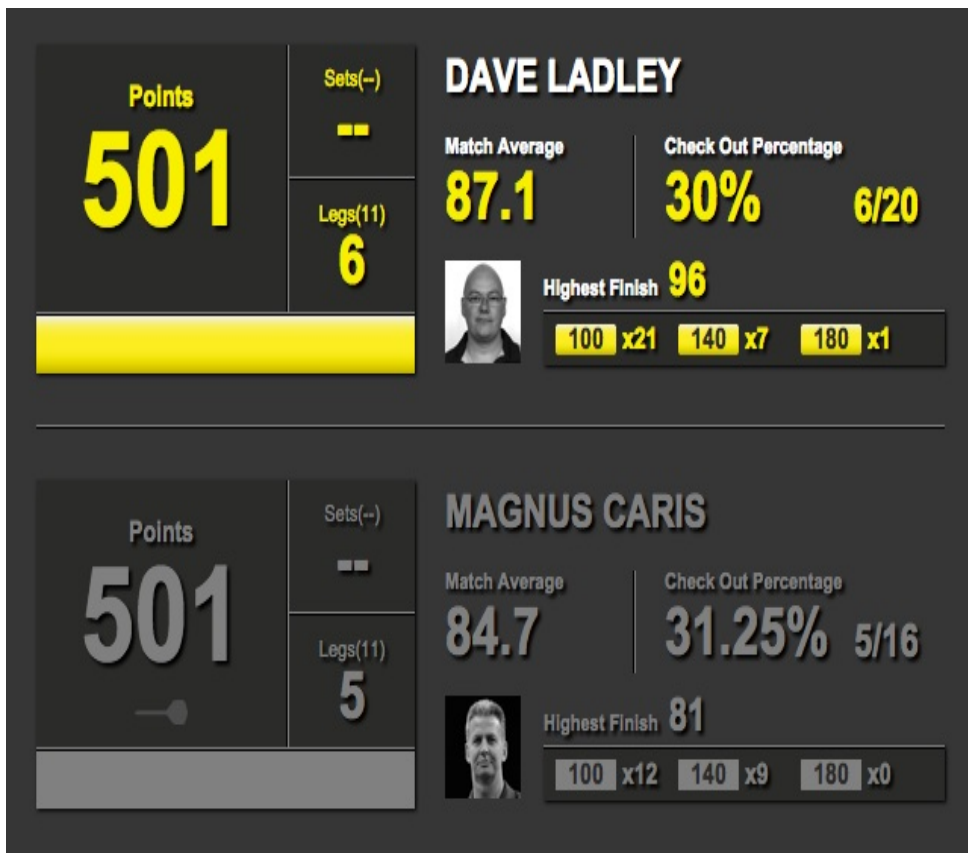 DAVE LADLEY
Points
501
Sets(--)
--
Legs(11)
6
Match Average
87.1
Check Out Percentage
30% 6/20
Highest Finish 96
100 x21 140 x7 180 x1
MAGNUS CARIS
Points
501
Sets(--)
--
Legs(11)
5
Match Average
84.7
Check Out Percentage
31.25% 5/16
Highest Finish 81
100 x12 140 x9 180 x0